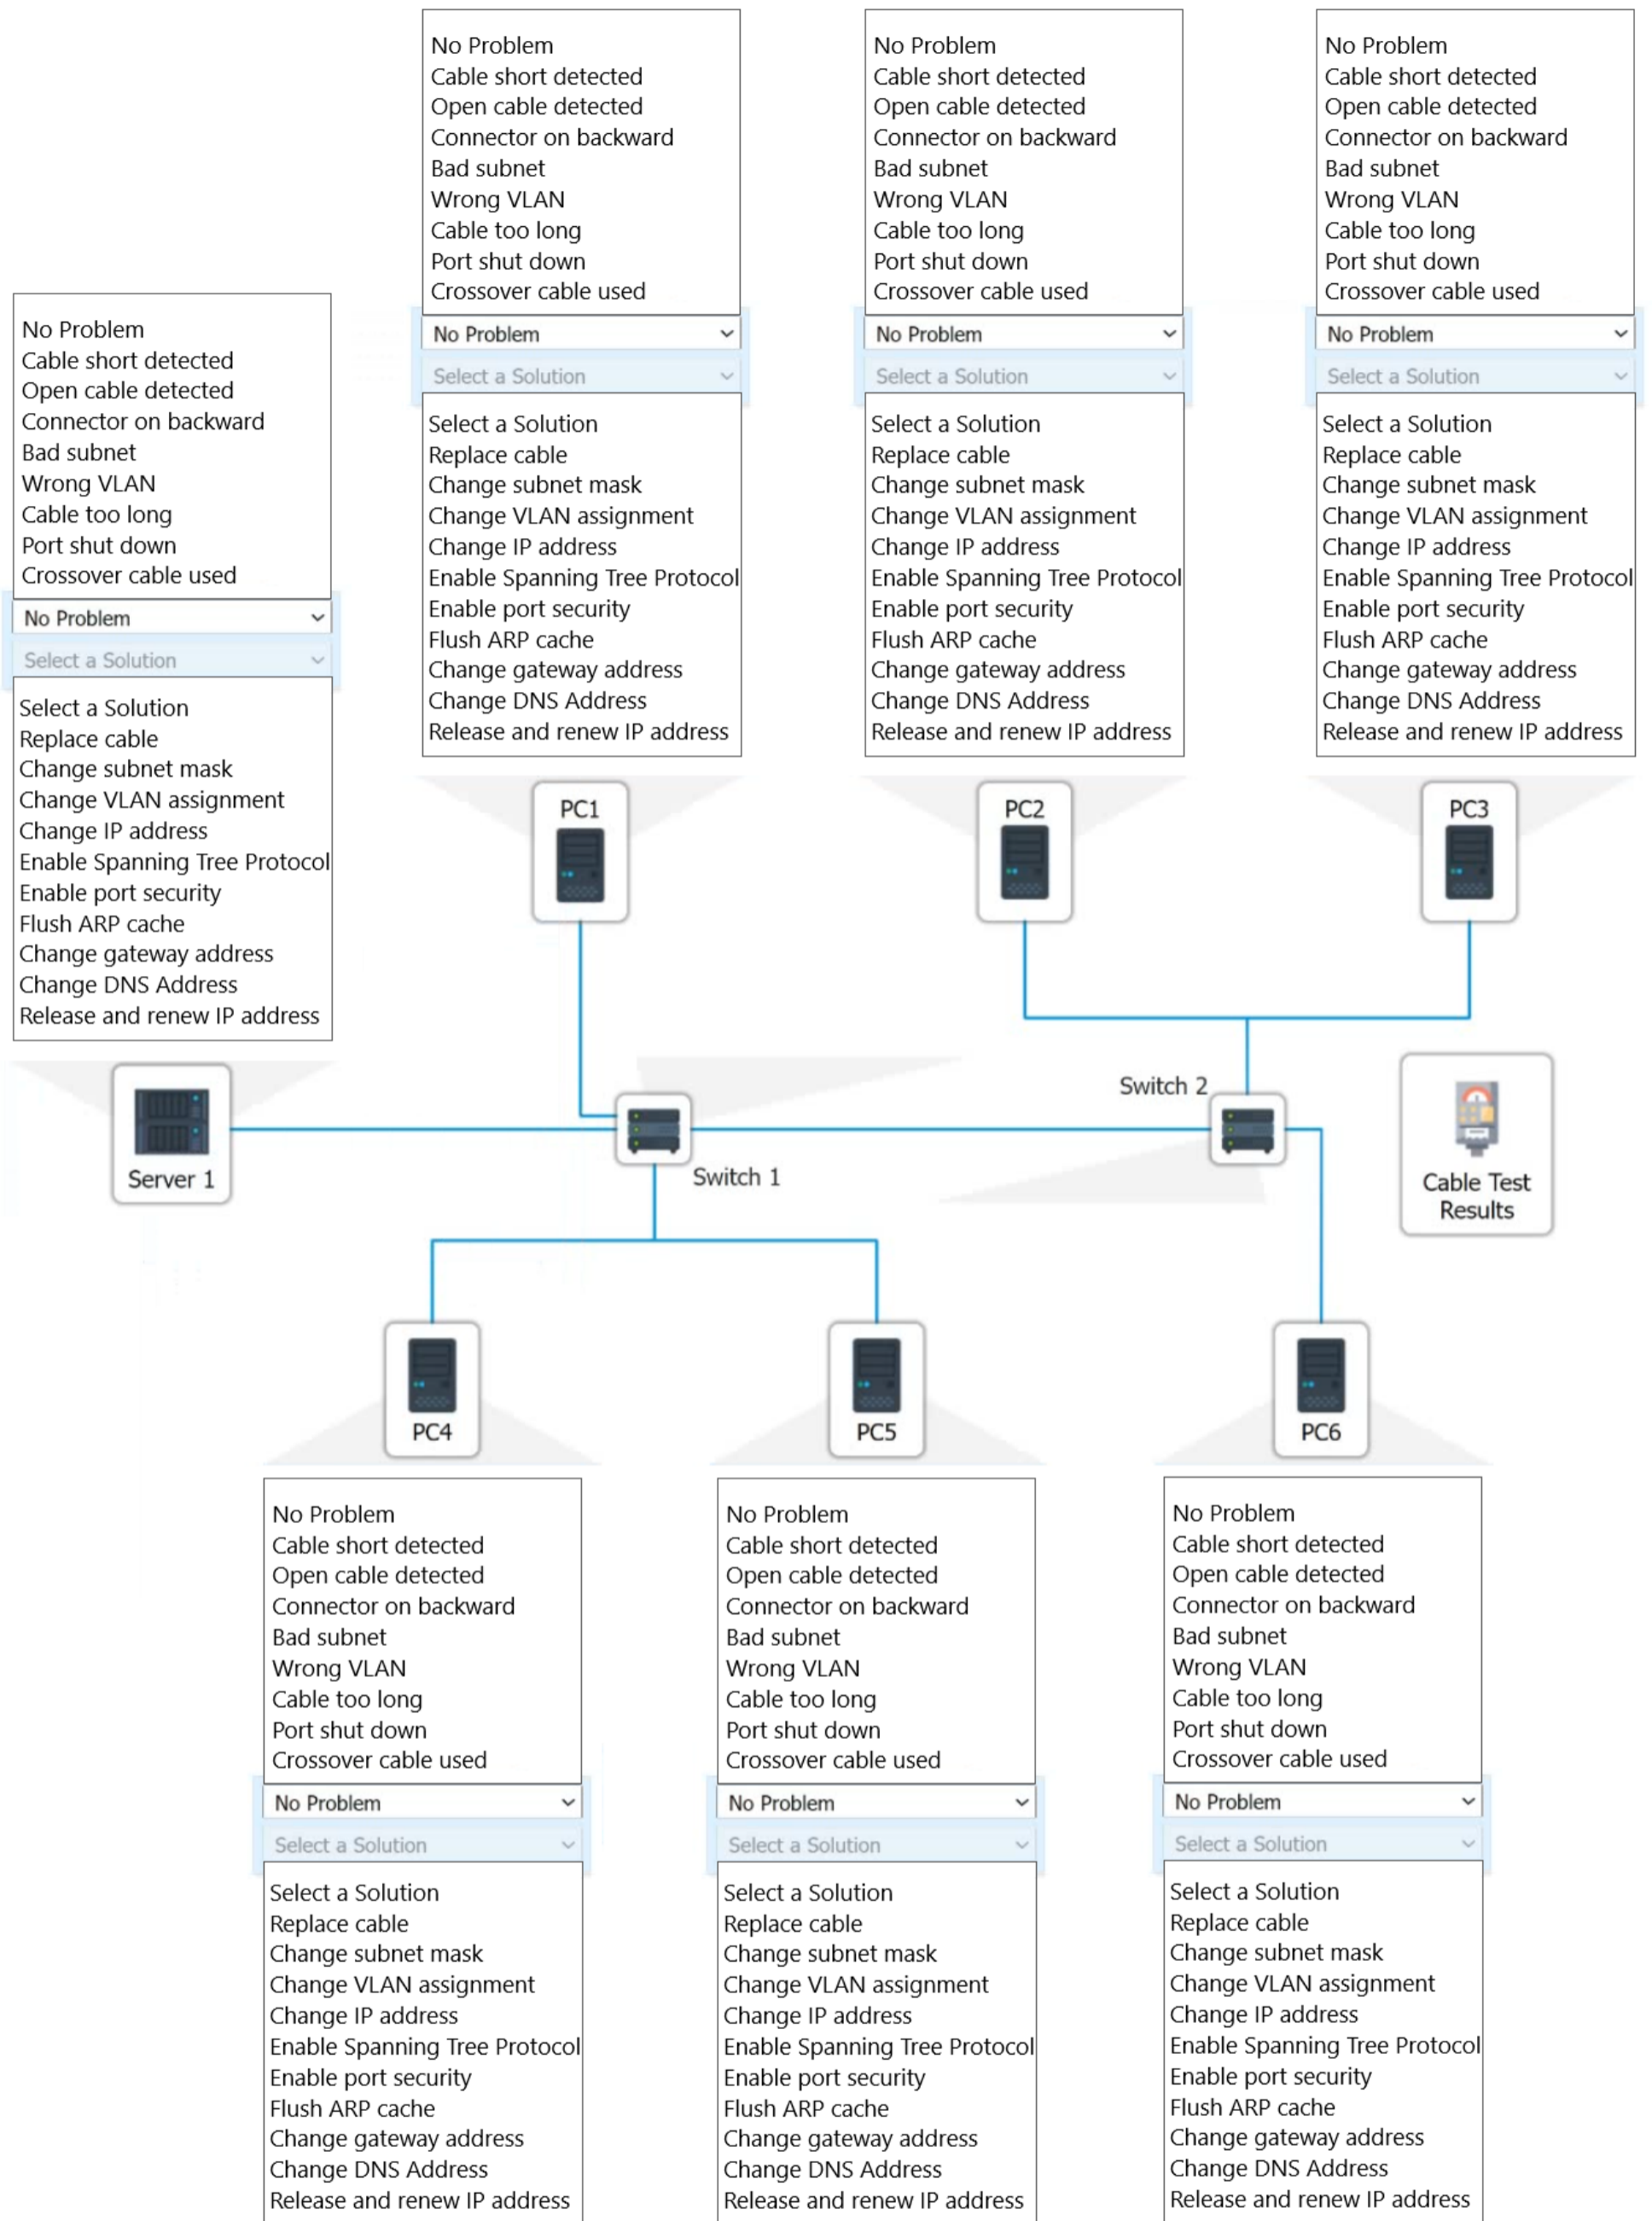 No Problem
Cable short detected
Open cable detected
Connector on backward
Bad subnet
Wrong VLAN
Cable too long
Port shut down
Crossover cable used
No Problem
Select a Solution
Select a Solution
Replace cable
Change subnet mask
Change VLAN assignment
Change IP address
Enable Spanning Tree Protocol
Enable port security
Flush ARP cache
Change gateway address
Change DNS Address
Release and renew IP address
PC1
No Problem
Cable short detected
Open cable detected
Connector on backward
Bad subnet
Wrong VLAN
Cable too long
Port shut down
Crossover cable used
No Problem
Select a Solution
Select a Solution
Replace cable
Change subnet mask
Change VLAN assignment
Change IP address
Enable Spanning Tree Protocol
Enable port security
Flush ARP cache
Change gateway address
Change DNS Address
Release and renew IP address
PC2
No Problem
Cable short detected
Open cable detected
Connector on backward
Bad subnet
Wrong VLAN
Cable too long
Port shut down
Crossover cable used
No Problem
Select a Solution
Select a Solution
Replace cable
Change subnet mask
Change VLAN assignment
Change IP address
Enable Spanning Tree Protocol
Enable port security
Flush ARP cache
Change gateway address
Change DNS Address
Release and renew IP address
PC3
No Problem
Cable short detected
Open cable detected
Connector on backward
Bad subnet
Wrong VLAN
Cable too long
Port shut down
Crossover cable used
No Problem
Select a Solution
Select a Solution
Replace cable
Change subnet mask
Change VLAN assignment
Change IP address
Enable Spanning Tree Protocol
Enable port security
Flush ARP cache
Change gateway address
Change DNS Address
Release and renew IP address
Server 1
Switch 1
Switch 2
Cable Test
Results
PC4
No Problem
Cable short detected
Open cable detected
Connector on backward
Bad subnet
Wrong VLAN
Cable too long
Port shut down
Crossover cable used
No Problem
Select a Solution
Select a Solution
Replace cable
Change subnet mask
Change VLAN assignment
Change IP address
Enable Spanning Tree Protocol
Enable port security
Flush ARP cache
Change gateway address
Change DNS Address
Release and renew IP address
PC5
No Problem
Cable short detected
Open cable detected
Connector on backward
Bad subnet
Wrong VLAN
Cable too long
Port shut down
Crossover cable used
No Problem
Select a Solution
Select a Solution
Replace cable
Change subnet mask
Change VLAN assignment
Change IP address
Enable Spanning Tree Protocol
Enable port security
Flush ARP cache
Change gateway address
Change DNS Address
Release and renew IP address
PC6
No Problem
Cable short detected
Open cable detected
Connector on backward
Bad subnet
Wrong VLAN
Cable too long
Port shut down
Crossover cable used
No Problem
Select a Solution
Select a Solution
Replace cable
Change subnet mask
Change VLAN assignment
Change IP address
Enable Spanning Tree Protocol
Enable port security
Flush ARP cache
Change gateway address
Change DNS Address
Release and renew IP address